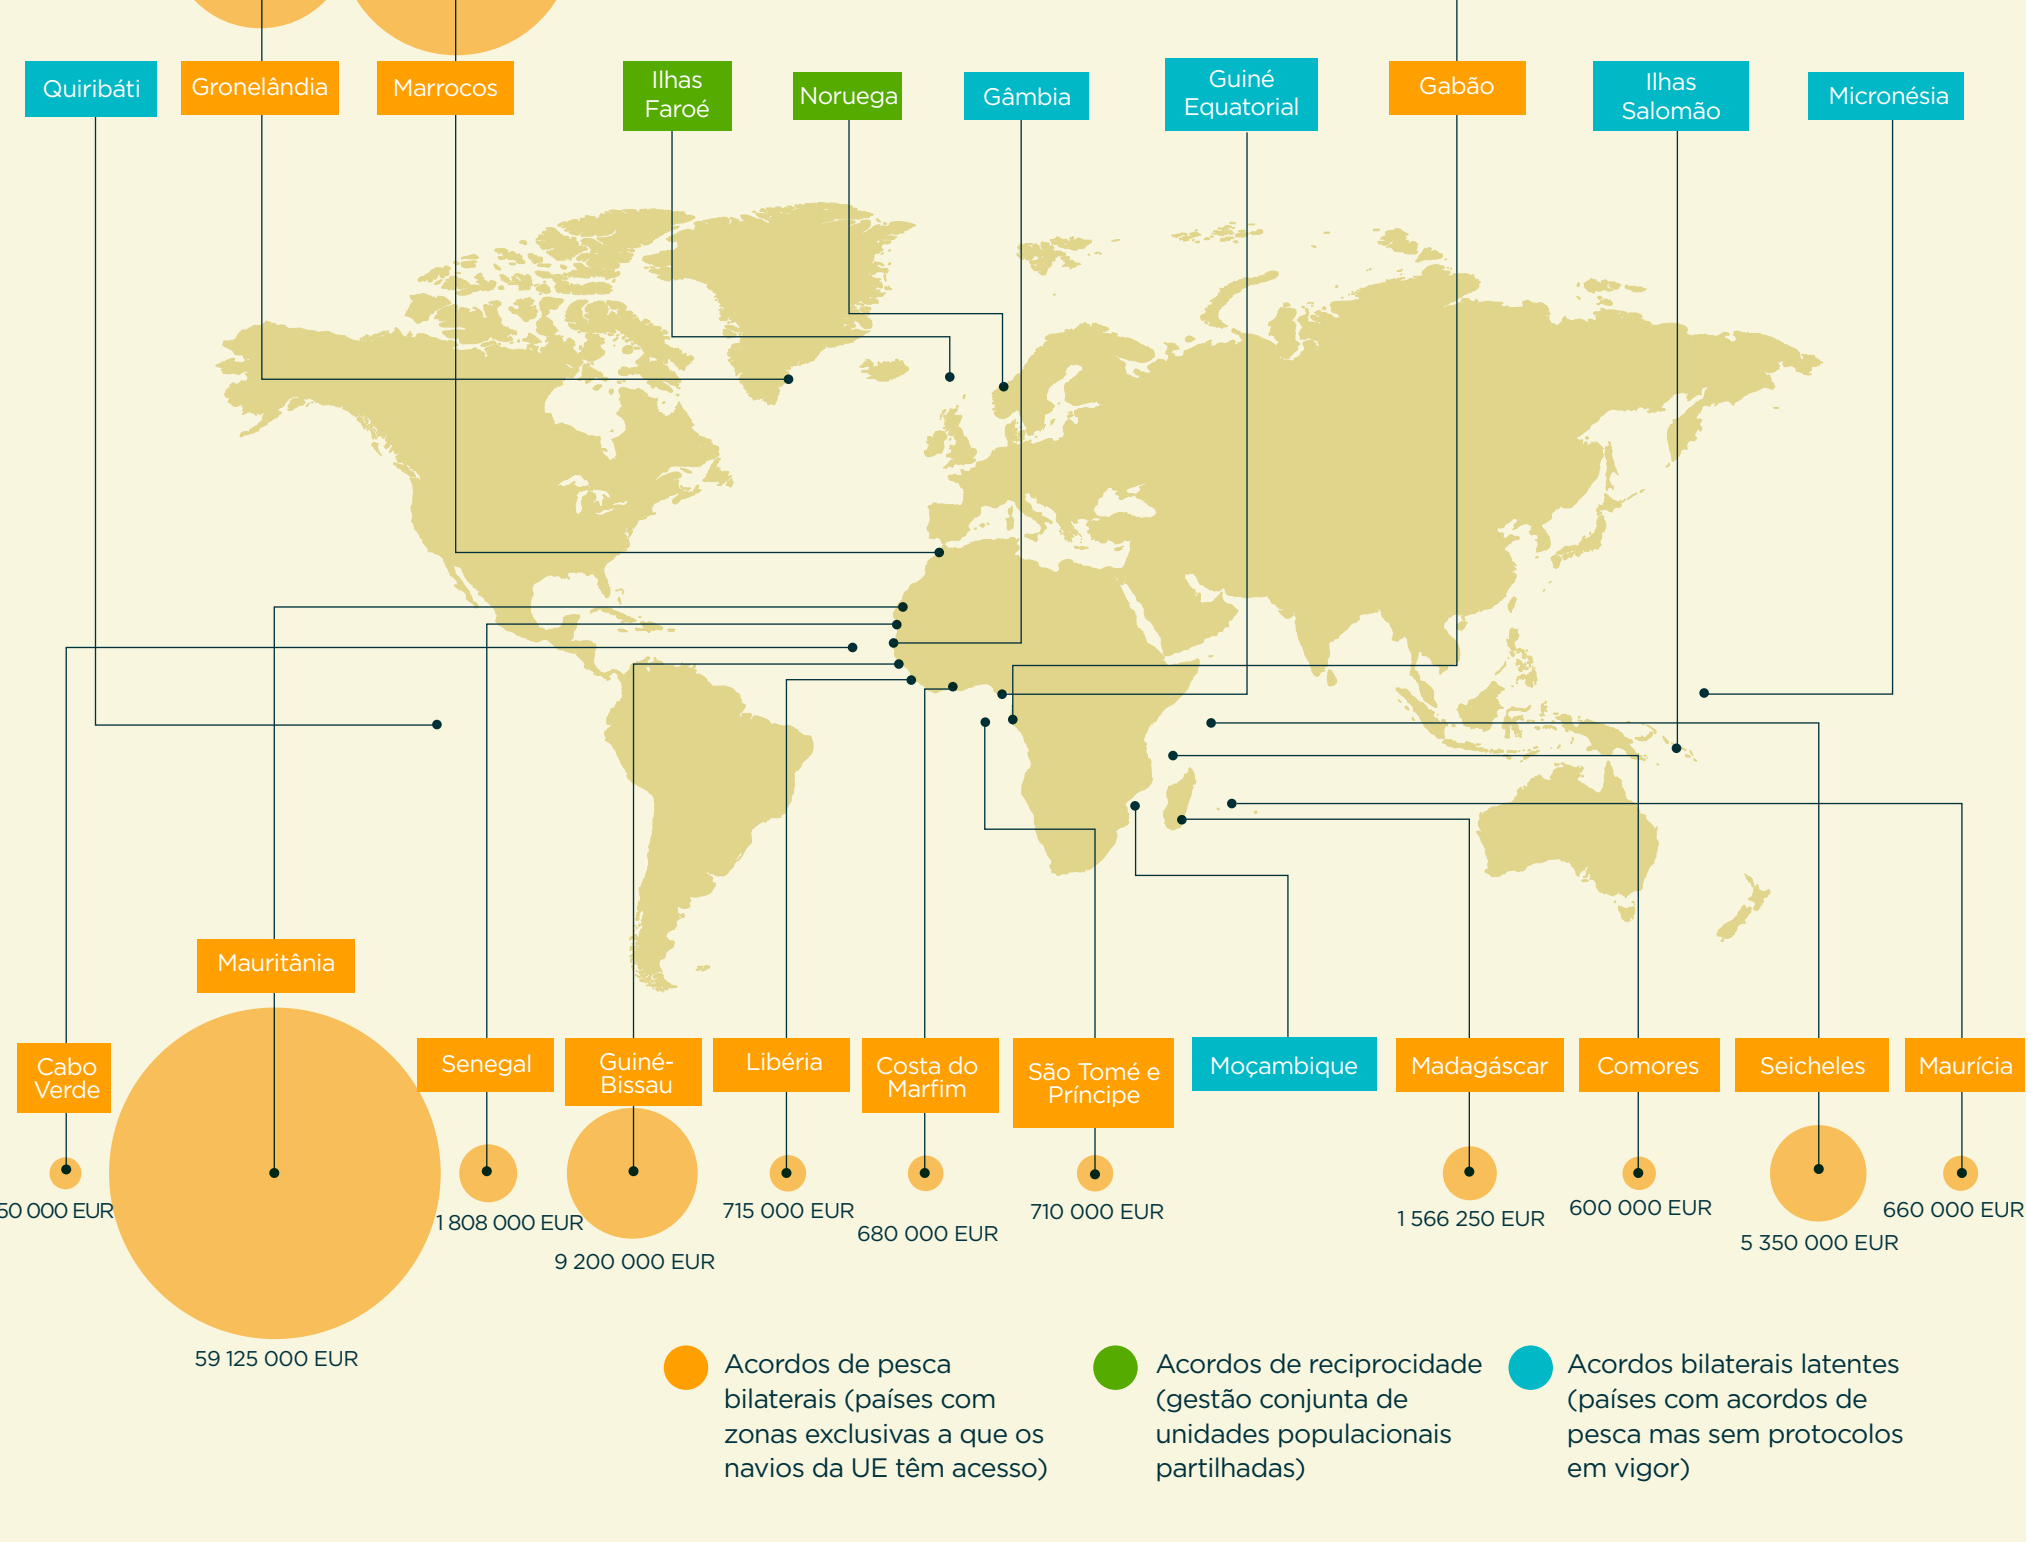 Quiribáti
Gronelândia
Marrocos
Ilhas
Faroé
Noruega
Gâmbia
Guiné
Equatorial
Gabão
Ilhas
Salomão
Micronésia
Mauritânia
Cabo
Verde
Senegal
Guiné-
Bissau
Libéria
Costa do
Marfim
São Tomé e
Príncipe
Moçambique
Madagáscar
Comores
Seicheles
Maurícia
50 000 EUR
1 808 000 EUR
9 200 000 EUR
715 000 EUR
680 000 EUR
710 000 EUR
1 566 250 EUR
600 000 EUR
5 350 000 EUR
660 000 EUR
59 125 000 EUR
Acordos de pesca
bilaterais (países com
zonas exclusivas a que os
navios da UE têm acesso)
Acordos de reciprocidade
(gestão conjunta de
unidades populacionais
partilhadas)
Acordos bilaterais latentes
(países com acordos de
pesca mas sem protocolos
em vigor)